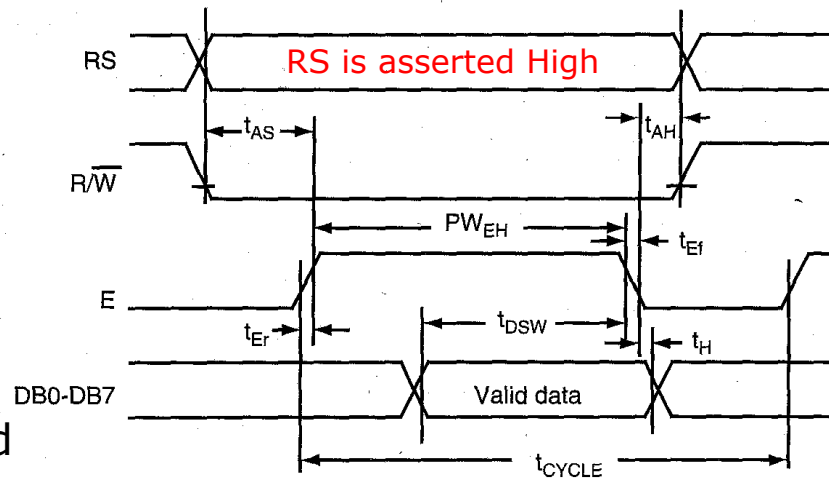 RS
RS is asserted High
tAS
tAH
R/W̅
PWEH
tEf
E
tEr
tDSW
tH
DB0-DB7
Valid data
d
tCYCLE